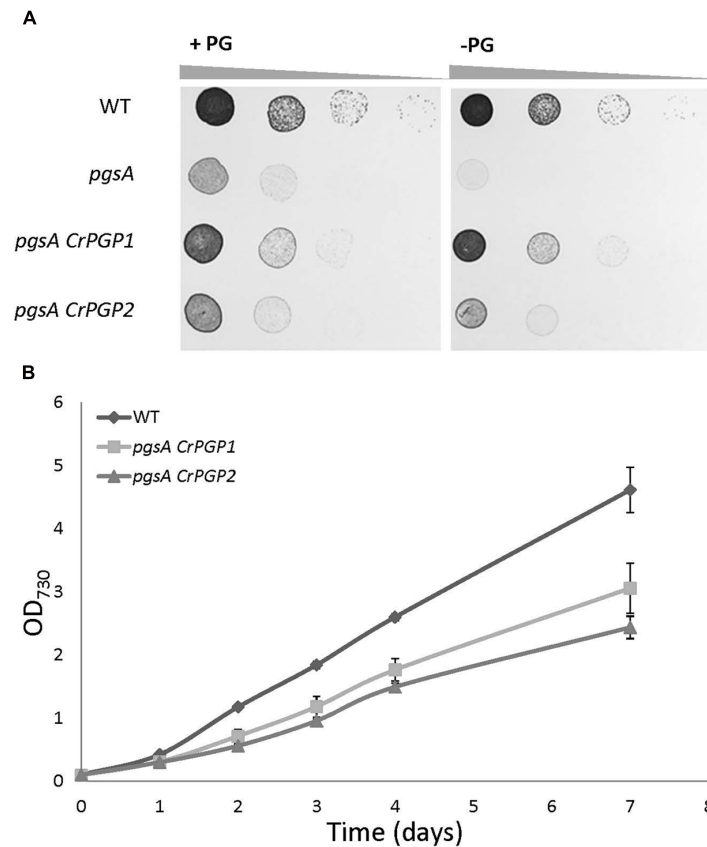 A
+ PG
-PG
WT
pgsA
pgsA CrPGP1
pgsA CrPGP2
B
6
5
4
3
2
1
0
OD730
WT
pgsA CrPGP1
pgsA CrPGP2
0 1 2 3 4 5 6 7 8
Time (days)